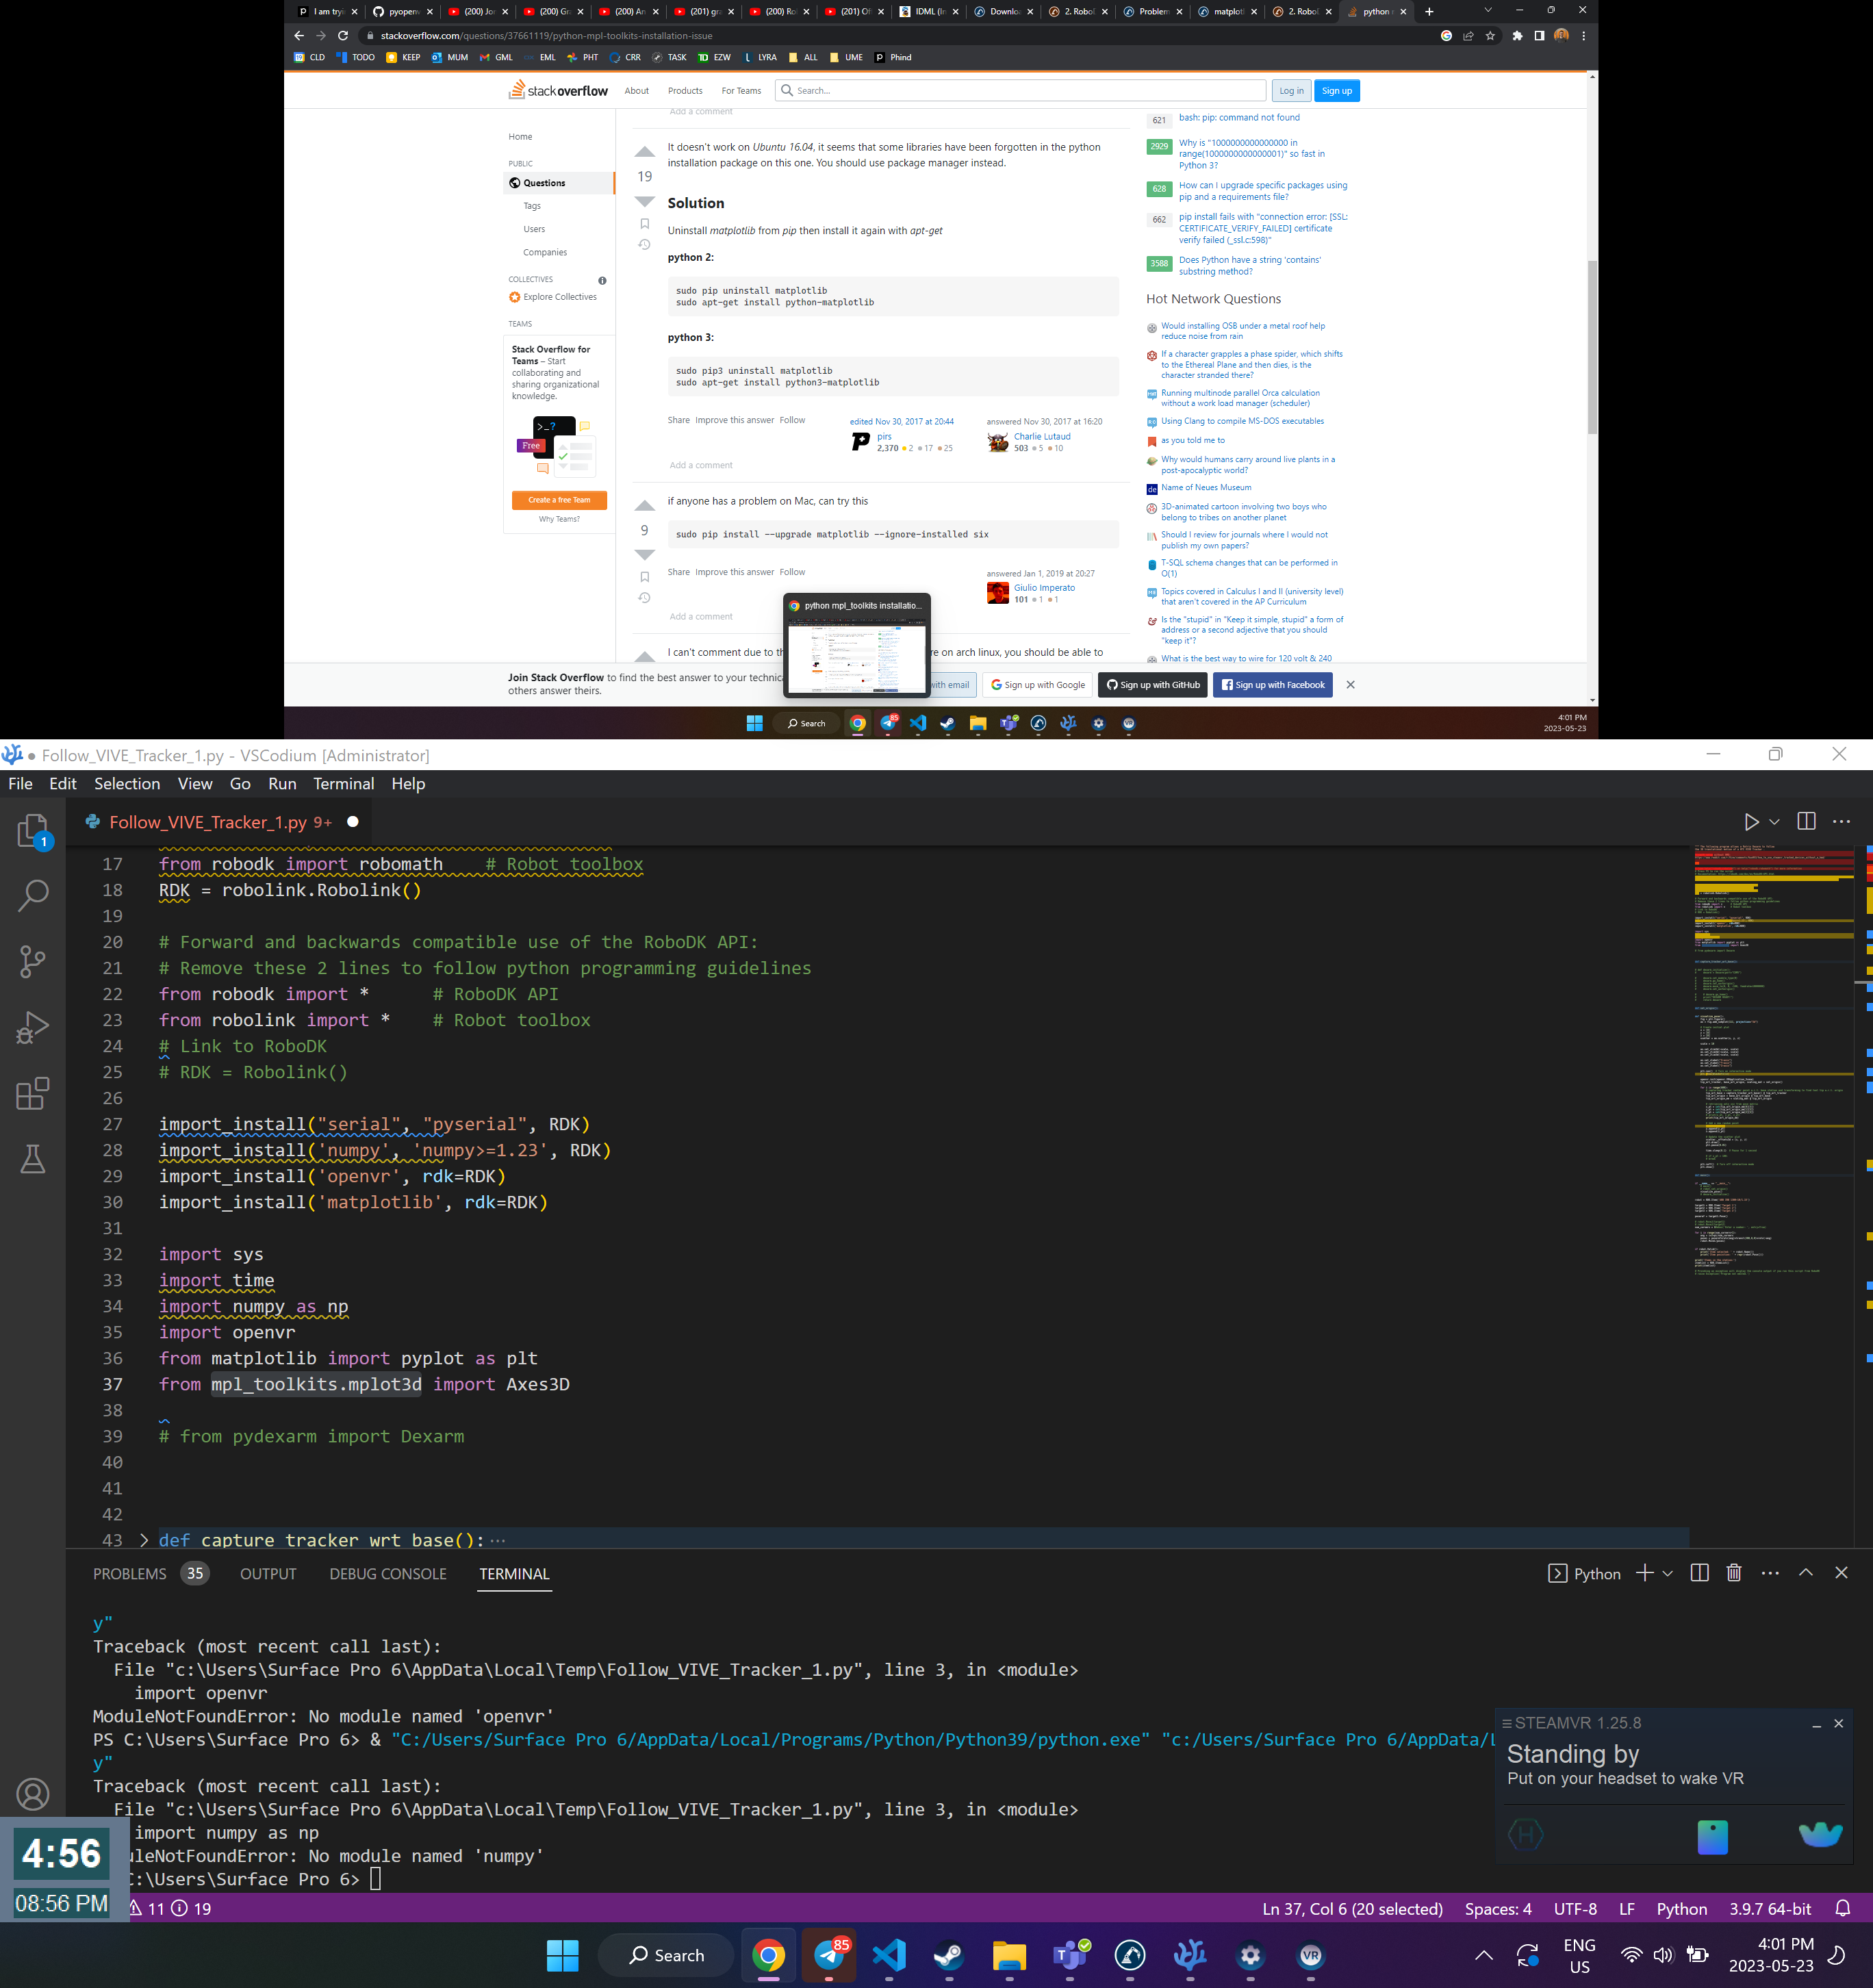 I am tryi
pyopenv
(200) Jor
(200) Gr
(200) An
(201) gra
(200) Ro
(201) Of
IDML (In
Downlo
2. Robol
Problem
matplotl
2. Robol
python r
stackoverflow.com/questions/37661119/python-mpl-toolkits-installation-issue
CLD
TODO
KEEP
MUM
GML
EML
PHT
CRR
TASK
EZW
LYRA
ALL
UME
Phind
stackoverflow
About
Products
For Teams
Search...
Log in
Sign up
Home
PUBLIC
Questions
Tags
Users
Companies
COLLECTIVES
Explore Collectives
TEAMS
Stack Overflow for
Teams – Start
collaborating and
sharing organizational
knowledge.
>_?
Free
Create a free Team
Why Teams?
Add a comment
19
It doesn't work on Ubuntu 16.04, it seems that some libraries have been forgotten in the python
installation package on this one. You should use package manager instead.
Solution
Uninstall matplotlib from pip then install it again with apt-get
python 2:
sudo pip uninstall matplotlib
sudo apt-get install python-matplotlib
python 3:
sudo pip3 uninstall matplotlib
sudo apt-get install python3-matplotlib
Share Improve this answer Follow
edited Nov 30, 2017 at 20:44
pirs
2,370 2 17 25
answered Nov 30, 2017 at 16:20
Charlie Lutaud
503 5 10
Add a comment
9
if anyone has a problem on Mac, can try this
sudo pip install --upgrade matplotlib --ignore-installed six
Share Improve this answer Follow
answered Jan 1, 2019 at 20:27
Giulio Imperato
101 1 1
Add a comment
I can't comment due to th
re on arch linux, you should be able to
python mpl_toolkits installatio...
621 bash: pip: command not found
2929 Why is "1000000000000000 in
range(1000000000000001)" so fast in
Python 3?
628 How can I upgrade specific packages using
pip and a requirements file?
662 pip install fails with "connection error: [SSL:
CERTIFICATE_VERIFY_FAILED] certificate
verify failed (_ssl.c:598)"
3588 Does Python have a string 'contains'
substring method?
Hot Network Questions
Would installing OSB under a metal roof help
reduce noise from rain
If a character grapples a phase spider, which shifts
to the Ethereal Plane and then dies, is the
character stranded there?
Running multinode parallel Orca calculation
without a work load manager (scheduler)
Using Clang to compile MS-DOS executables
as you told me to
Why would humans carry around live plants in a
post-apocalyptic world?
Name of Neues Museum
3D-animated cartoon involving two boys who
belong to tribes on another planet
Should I review for journals where I would not
publish my own papers?
T-SQL schema changes that can be performed in
O(1)
Topics covered in Calculus I and II (university level)
that aren't covered in the AP Curriculum
Is the "stupid" in "Keep it simple, stupid" a form of
address or a second adjective that you should
"keep it"?
What is the best way to wire for 120 volt & 240
Join Stack Overflow to find the best answer to your technica
others answer theirs.
with email
Sign up with Google
Sign up with GitHub
Sign up with Facebook
Search
85
4:01 PM
2023-05-23
Follow_VIVE_Tracker_1.py - VSCodium [Administrator]
File Edit Selection View Go Run Terminal Help
1
Follow_VIVE_Tracker_1.py 9+
17 from robodk import robomath # Robot toolbox
18 RDK = robolink.Robolink()
19
20 # Forward and backwards compatible use of the RoboDK API:
21 # Remove these 2 lines to follow python programming guidelines
22 from robodk import * # RoboDK API
23 from robolink import * # Robot toolbox
24 # Link to RoboDK
25 # RDK = Robolink()
26
27 import_install("serial", "pyserial", RDK)
28 import_install('numpy', 'numpy>=1.23', RDK)
29 import_install('openvr', rdk=RDK)
30 import_install('matplotlib', rdk=RDK)
31
32 import sys
33 import time
34 import numpy as np
35 import openvr
36 from matplotlib import pyplot as plt
37 from mpl_toolkits.mplot3d import Axes3D
38
39 # from pydexarm import Dexarm
40
41
42
43 def capture_tracker_wrt_base():
PROBLEMS 35 OUTPUT DEBUG CONSOLE TERMINAL
Python
y"
Traceback (most recent call last):
File "c:\Users\Surface Pro 6\AppData\Local\Temp\Follow_VIVE_Tracker_1.py", line 3, in <module>
import openvr
ModuleNotFoundError: No module named 'openvr'
PS C:\Users\Surface Pro 6> & "C:/Users/Surface Pro 6/AppData/Local/Programs/Python/Python39/python.exe" "c:/Users/Surface Pro 6/AppData/L
y"
Traceback (most recent call last):
File "c:\Users\Surface Pro 6\AppData\Local\Temp\Follow_VIVE_Tracker_1.py", line 3, in <module>
import numpy as np
uleNotFoundError: No module named 'numpy'
C:\Users\Surface Pro 6>
STEAMVR 1.25.8
Standing by
Put on your headset to wake VR
4:56
08:56 PM
11 19
Ln 37, Col 6 (20 selected) Spaces: 4 UTF-8 LF Python 3.9.7 64-bit
Search
85
VR
ENG
US
4:01 PM
2023-05-23